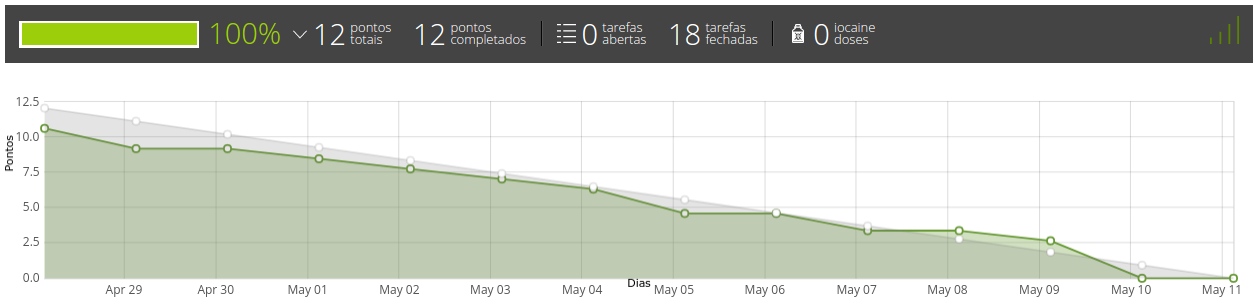 100% 12 pontos totais 12 pontos completados 0 tarefas abertas 18 tarefas fechadas 0 iocaine doses
12.5
10.0
7.5
5.0
2.5
0.0
Pontos
Apr 29 Apr 30 May 01 May 02 May 03 May 04 May 05 May 06 May 07 May 08 May 09 May 10 May 11
Dias